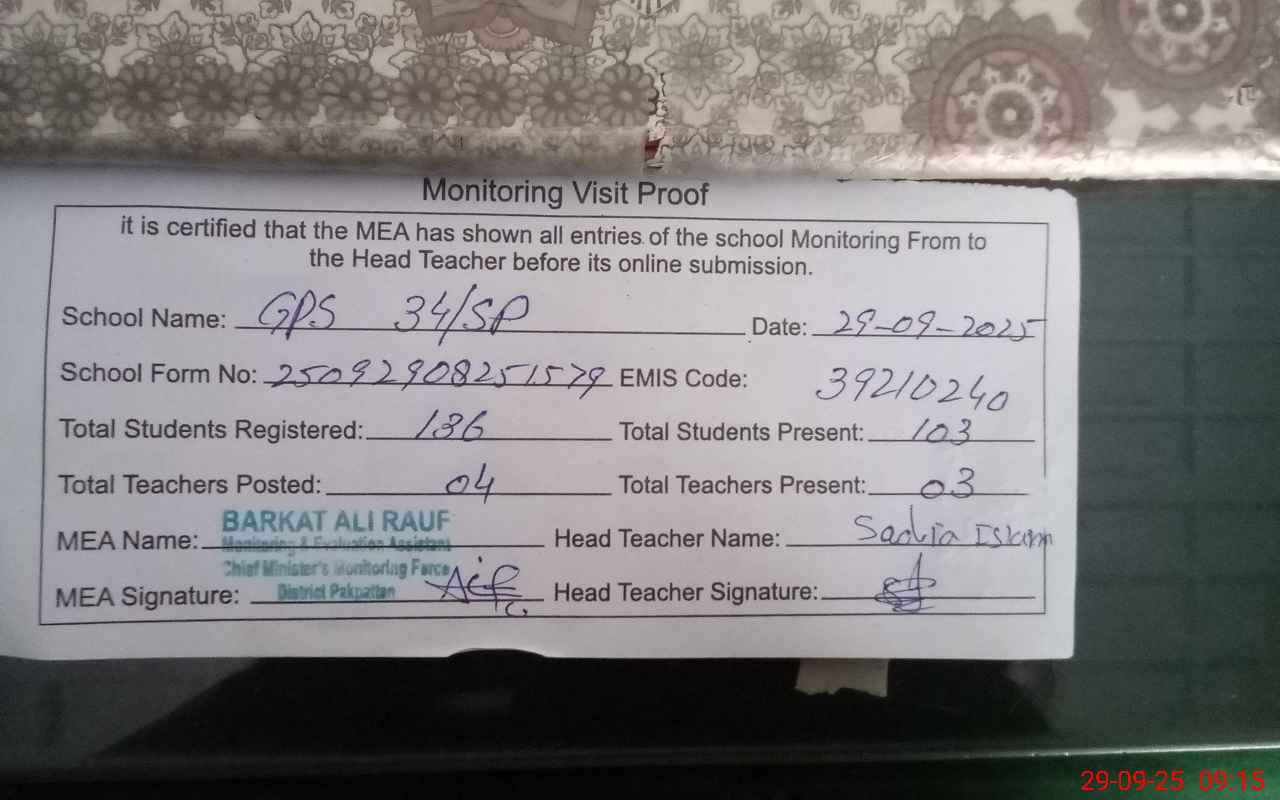 Monitoring Visit Proof
it is certified that the MEA has shown all entries of the school Monitoring From to
the Head Teacher before its online submission.
School Name: GPS 34/SP Date: 29-09-2025
School Form No: 25092908251579 EMIS Code: 39210240
Total Students Registered: 136 Total Students Present: 103
Total Teachers Posted: 04 Total Teachers Present: 03
BARKAT ALI RAUF
MEA Name: Head Teacher Name: Sadia Islam
Monitoring & Evaluation Assistant
Chief Minister's Monitoring Force
District Pakpattan
MEA Signature: Head Teacher Signature:
29-09-25 09:15